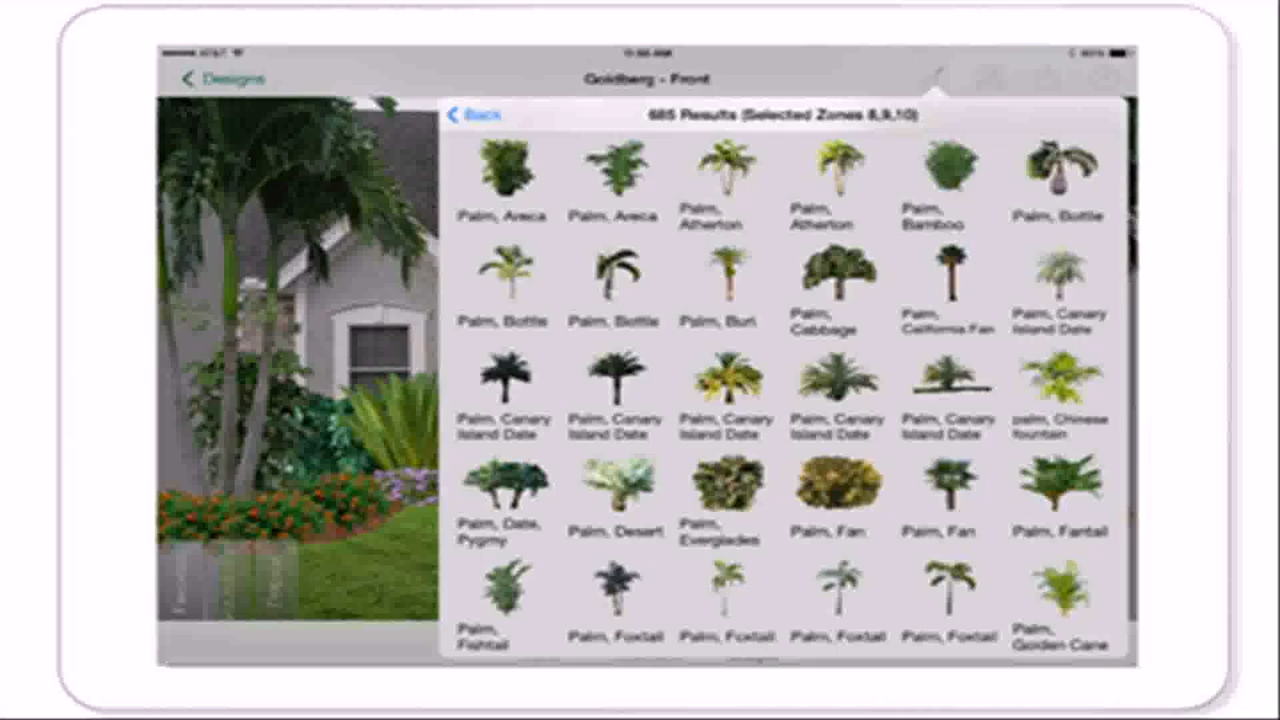 AT&T
Designs
Goldberg - Front
Back
685 Results (Selected Zones 8,9,10)
Palm, Areca
Palm, Areca
Palm,
Atherton
Palm,
Atherton
Palm,
Bamboo
Palm, Bottle
Palm, Bottle
Palm, Bottle
Palm, Buri
Palm,
Cabbage
Palm,
California Fan
Palm, Canary
Island Date
Palm, Canary
Island Date
Palm, Canary
Island Date
Palm, Canary
Island Date
Palm, Canary
Island Date
Palm, Canary
Island Date
palm, Chinese
fountain
Palm, Date,
Pygmy
Palm, Desert
Palm,
Everglades
Palm, Fan
Palm, Fan
Palm, Fantail
Palm,
Fishtail
Palm, Foxtail
Palm, Foxtail
Palm, Foxtail
Palm, Foxtail
Palm,
Golden Cane